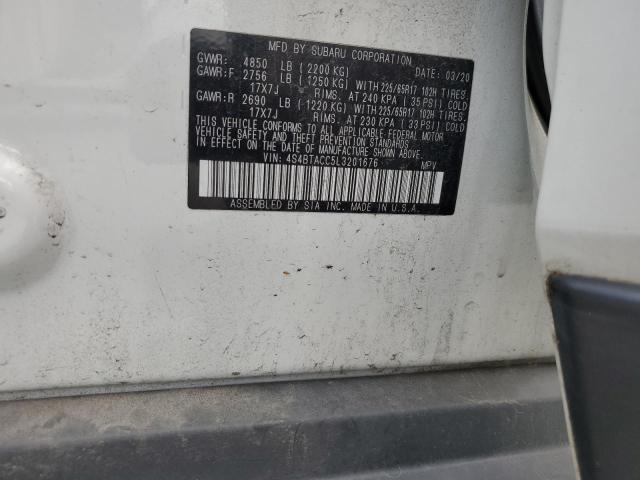 MFD BY SUBARU CORPORATION
GVWR: 4850 LB (2200 KG) DATE: 03/20
GAWR:F 2756 LB (1250 KG) WITH 225/65R17 102H TIRES.
17X7J RIMS. AT 240 KPA (35 PSI) COLD
GAWR:R 2690 LB (1220 KG) WITH 225/65R17 102H TIRES.
17X7J RIMS. AT 230 KPA (33 PSI) COLD
THIS VEHICLE CONFORMS TO ALL APPLICABLE FEDERAL MOTOR
VEHICLE SAFETY AND THEFT PREVENTION STANDARDS
IN EFFECT ON THE DATE OF MANUFACTURE SHOWN ABOVE.
VIN: 4S4BTACC5L3201676 MPV
ASSEMBLED BY SIA INC. MADE IN U.S.A.